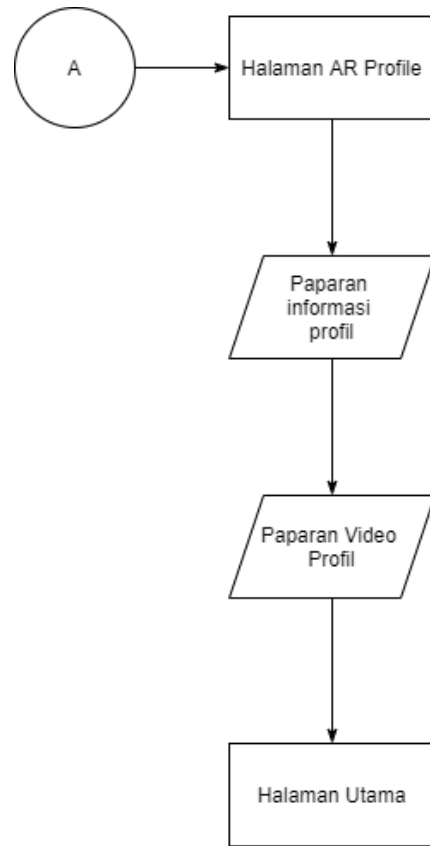 A
Halaman AR Profile
Paparan
informasi
profil
Paparan Video
Profil
Halaman Utama